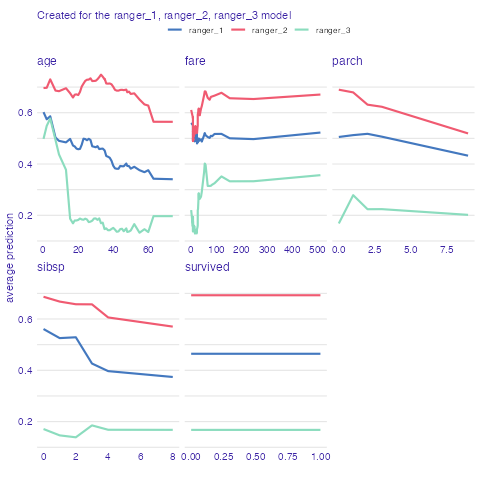 Created for the ranger_1, ranger_2, ranger_3 model
ranger_1 ranger_2 ranger_3
age fare parch
0.6
0.4
0.2
0 20 40 60 0 100 200 300 400 500 0.0 2.5 5.0 7.5
average prediction
sibsp survived
0.6
0.4
0.2
0 2 4 6 8 0.00 0.25 0.50 0.75 1.00